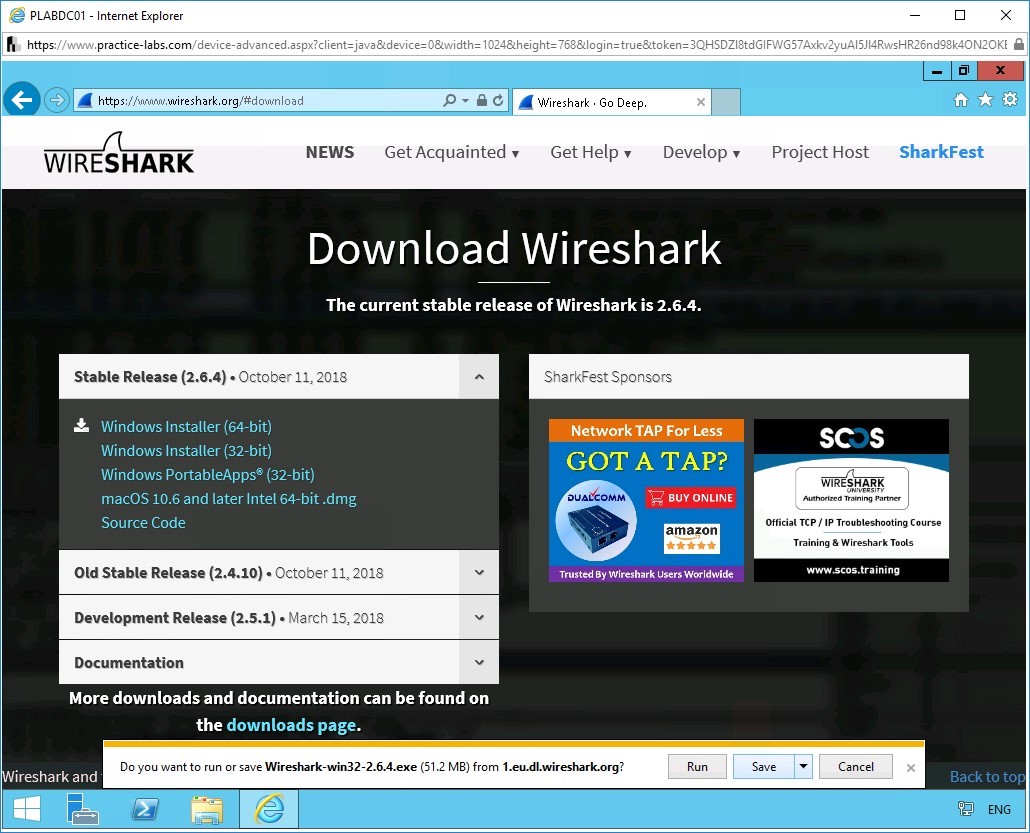 PLABDC01 - Internet Explorer
https://www.practice-labs.com/device-advanced.aspx?client=java&device=0&width=1024&height=768&login=true&token=3QHSDZI8tdGIFWG57Axkv2yuAI5JI4RwsHR26nd98k4ON2OKE
https://www.wireshark.org/#download
Wireshark · Go Deep.
WIRESHARK
NEWS
Get Acquainted ▾
Get Help ▾
Develop ▾
Project Host
SharkFest
Download Wireshark
The current stable release of Wireshark is 2.6.4.
Stable Release (2.6.4) • October 11, 2018
Windows Installer (64-bit)
Windows Installer (32-bit)
Windows PortableApps® (32-bit)
macOS 10.6 and later Intel 64-bit .dmg
Source Code
Old Stable Release (2.4.10) • October 11, 2018
Development Release (2.5.1) • March 15, 2018
Documentation
More downloads and documentation can be found on
the downloads page.
SharkFest Sponsors
Network TAP For Less
GOT A TAP?
DUALCOMM
BUY ONLINE
amazon
Trusted By Wireshark Users Worldwide
SCOS
WIRESHARK
UNIVERSITY
Authorized Training Partner
Official TCP / IP Troubleshooting Course
Training & Wireshark Tools
www.scos.training
Do you want to run or save Wireshark-win32-2.6.4.exe (51.2 MB) from 1.eu.dl.wireshark.org?
Run
Save
Cancel
Wireshark and
Back to top
ENG